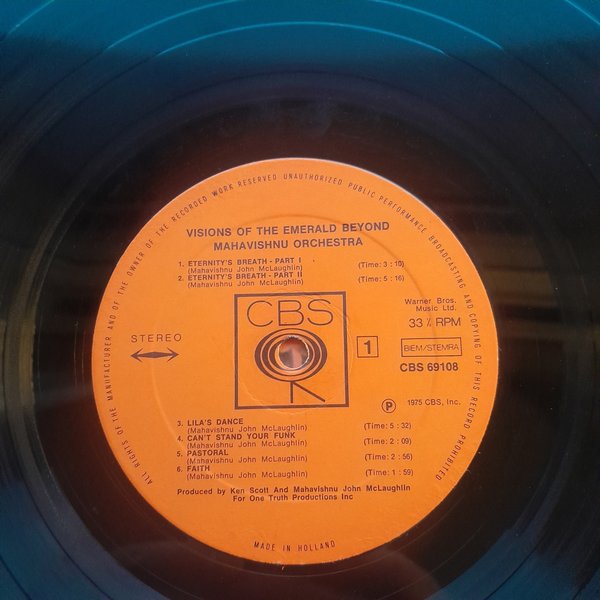 ALL RIGHTS OF THE MANUFACTURER AND OF THE OWNER OF THE RECORDED WORK RESERVED UNAUTHORIZED PUBLIC PERFORMANCE BROADCASTING AND COPYING OF THIS RECORD PROHIBITED
VISIONS OF THE EMERALD BEYOND
MAHAVISHNU ORCHESTRA
1. ETERNITY'S BREATH - PART I
(Mahavishnu John McLaughlin) (Time: 3 : 10)
2. ETERNITY'S BREATH - PART II
(Mahavishnu John McLaughlin) (Time: 5 : 16)
CBS
Warner Bros.
Music Ltd.
STEREO
1
33⅓ RPM
BIEM/STEMRA
CBS 69108
℗ 1975 CBS, Inc.
3. LILA'S DANCE
(Mahavishnu John McLaughlin) (Time: 5 : 32)
4. CAN'T STAND YOUR FUNK
(Mahavishnu John McLaughlin) (Time: 2 : 09)
5. PASTORAL
(Mahavishnu John McLaughlin) (Time: 2 : 56)
6. FAITH
(Mahavishnu John McLaughlin) (Time: 1 : 59)
Produced by Ken Scott And Mahavishnu John McLaughlin
For One Truth Productions Inc
MADE IN HOLLAND